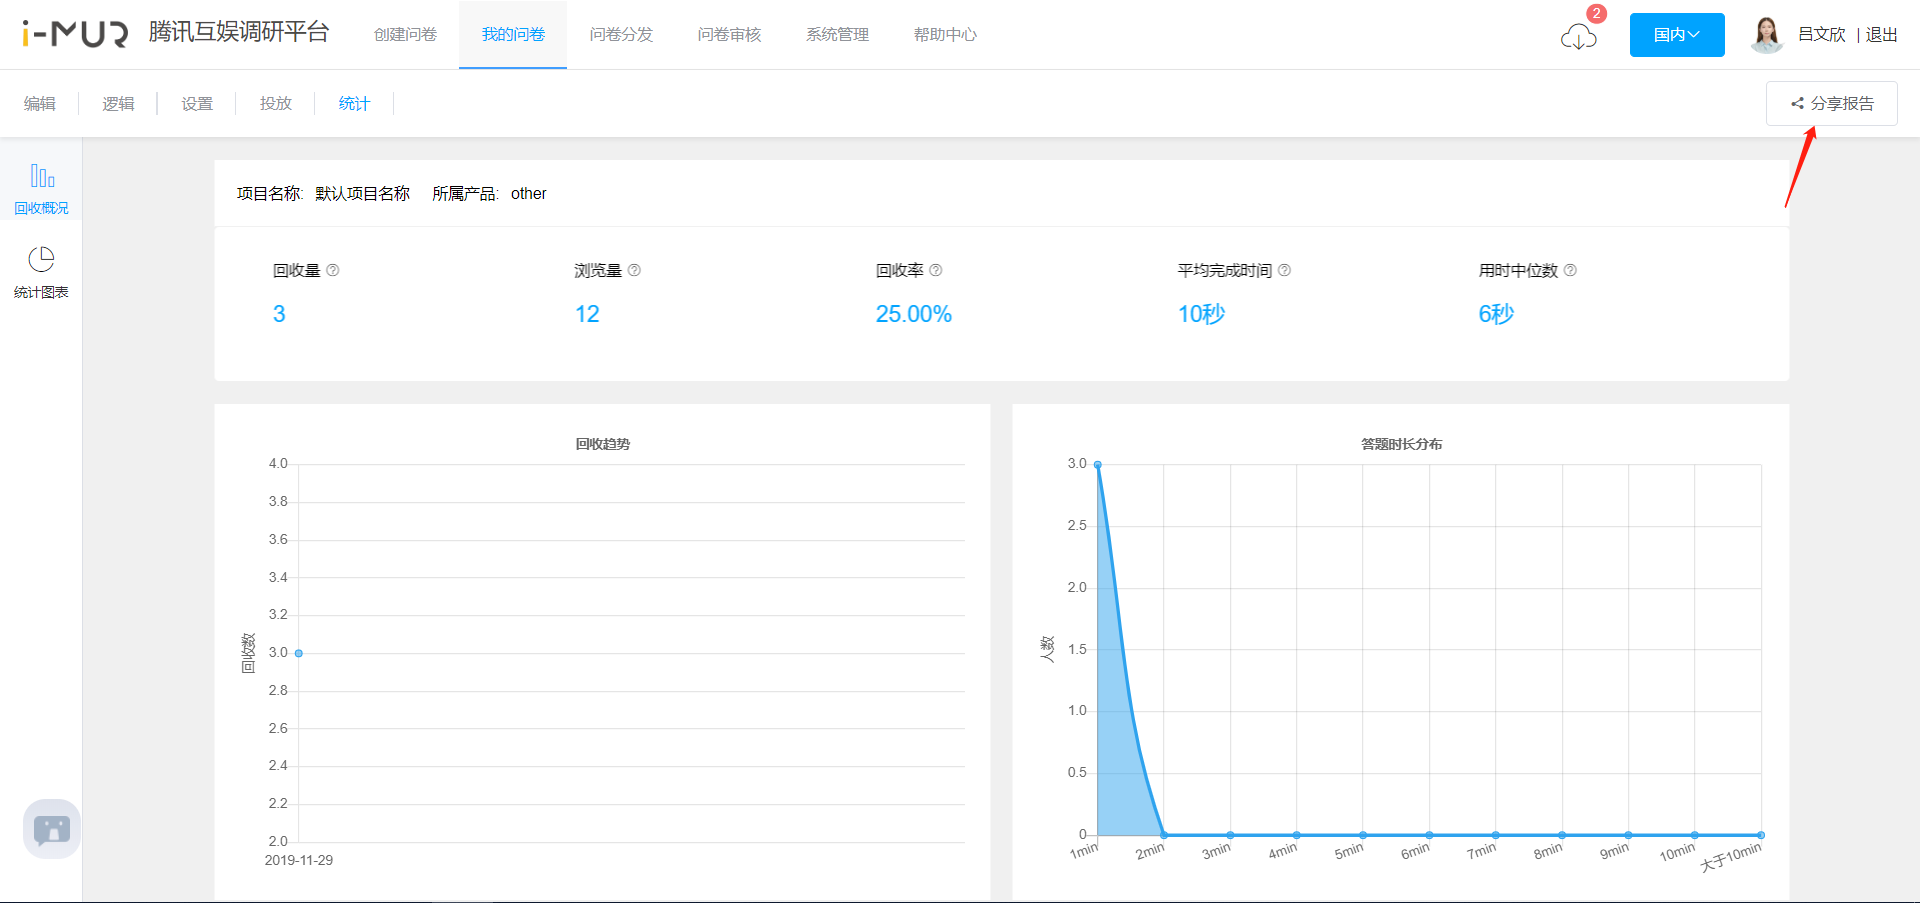 i-MUR 腾讯互娱调研平台 创建问卷 我的问卷 问卷分发 问卷审核 系统管理 帮助中心 2 国内 吕文欣 | 退出
编辑 逻辑 设置 投放 统计 分享报告
回收概况
统计图表
项目名称: 默认项目名称 所属产品: other
回收量 浏览量 回收率 平均完成时间 用时中位数
3 12 25.00% 10秒 6秒
回收趋势
4.0
3.8
3.6
3.4
3.2
3.0
2.8
2.6
2.4
2.2
2.0
回收数
2019-11-29
答题时长分布
3.0
2.5
2.0
1.5
1.0
0.5
0
人数
1min 2min 3min 4min 5min 6min 7min 8min 9min 10min 大于10min